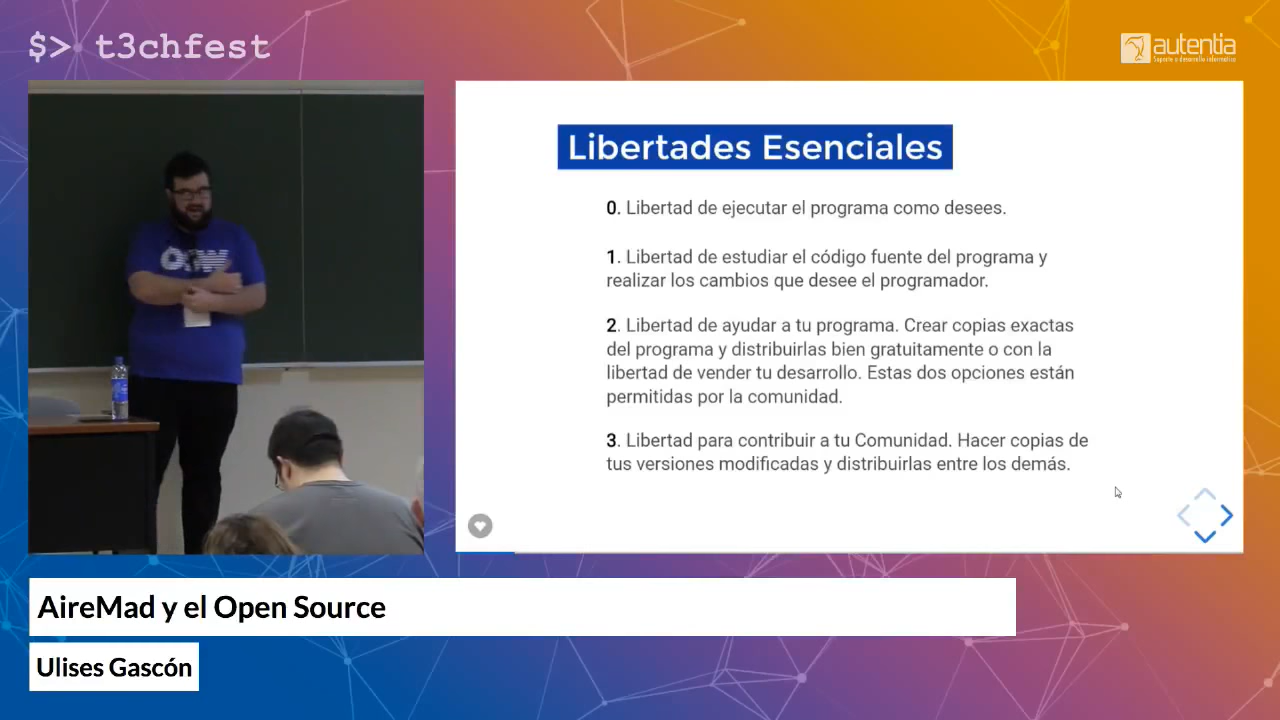 $> t3chfest
autentia
Soporte a desarrollo informático
Libertades Esenciales
0. Libertad de ejecutar el programa como desees.
1. Libertad de estudiar el código fuente del programa y
realizar los cambios que desee el programador.
2. Libertad de ayudar a tu programa. Crear copias exactas
del programa y distribuirlas bien gratuitamente o con la
libertad de vender tu desarrollo. Estas dos opciones están
permitidas por la comunidad.
3. Libertad para contribuir a tu Comunidad. Hacer copias de
tus versiones modificadas y distribuirlas entre los demás.
AireMad y el Open Source
Ulises Gascón